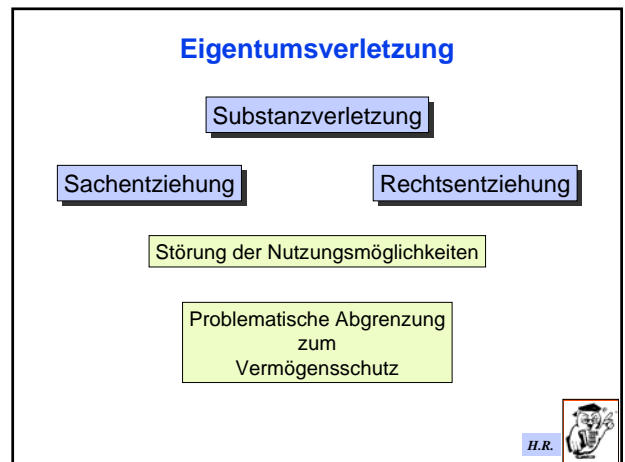 Eigentumsverletzung
Substanzverletzung
Sachentziehung
Rechtsentziehung
Störung der Nutzungsmöglichkeiten
Problematische Abgrenzung
zum
Vermögensschutz
H.R.